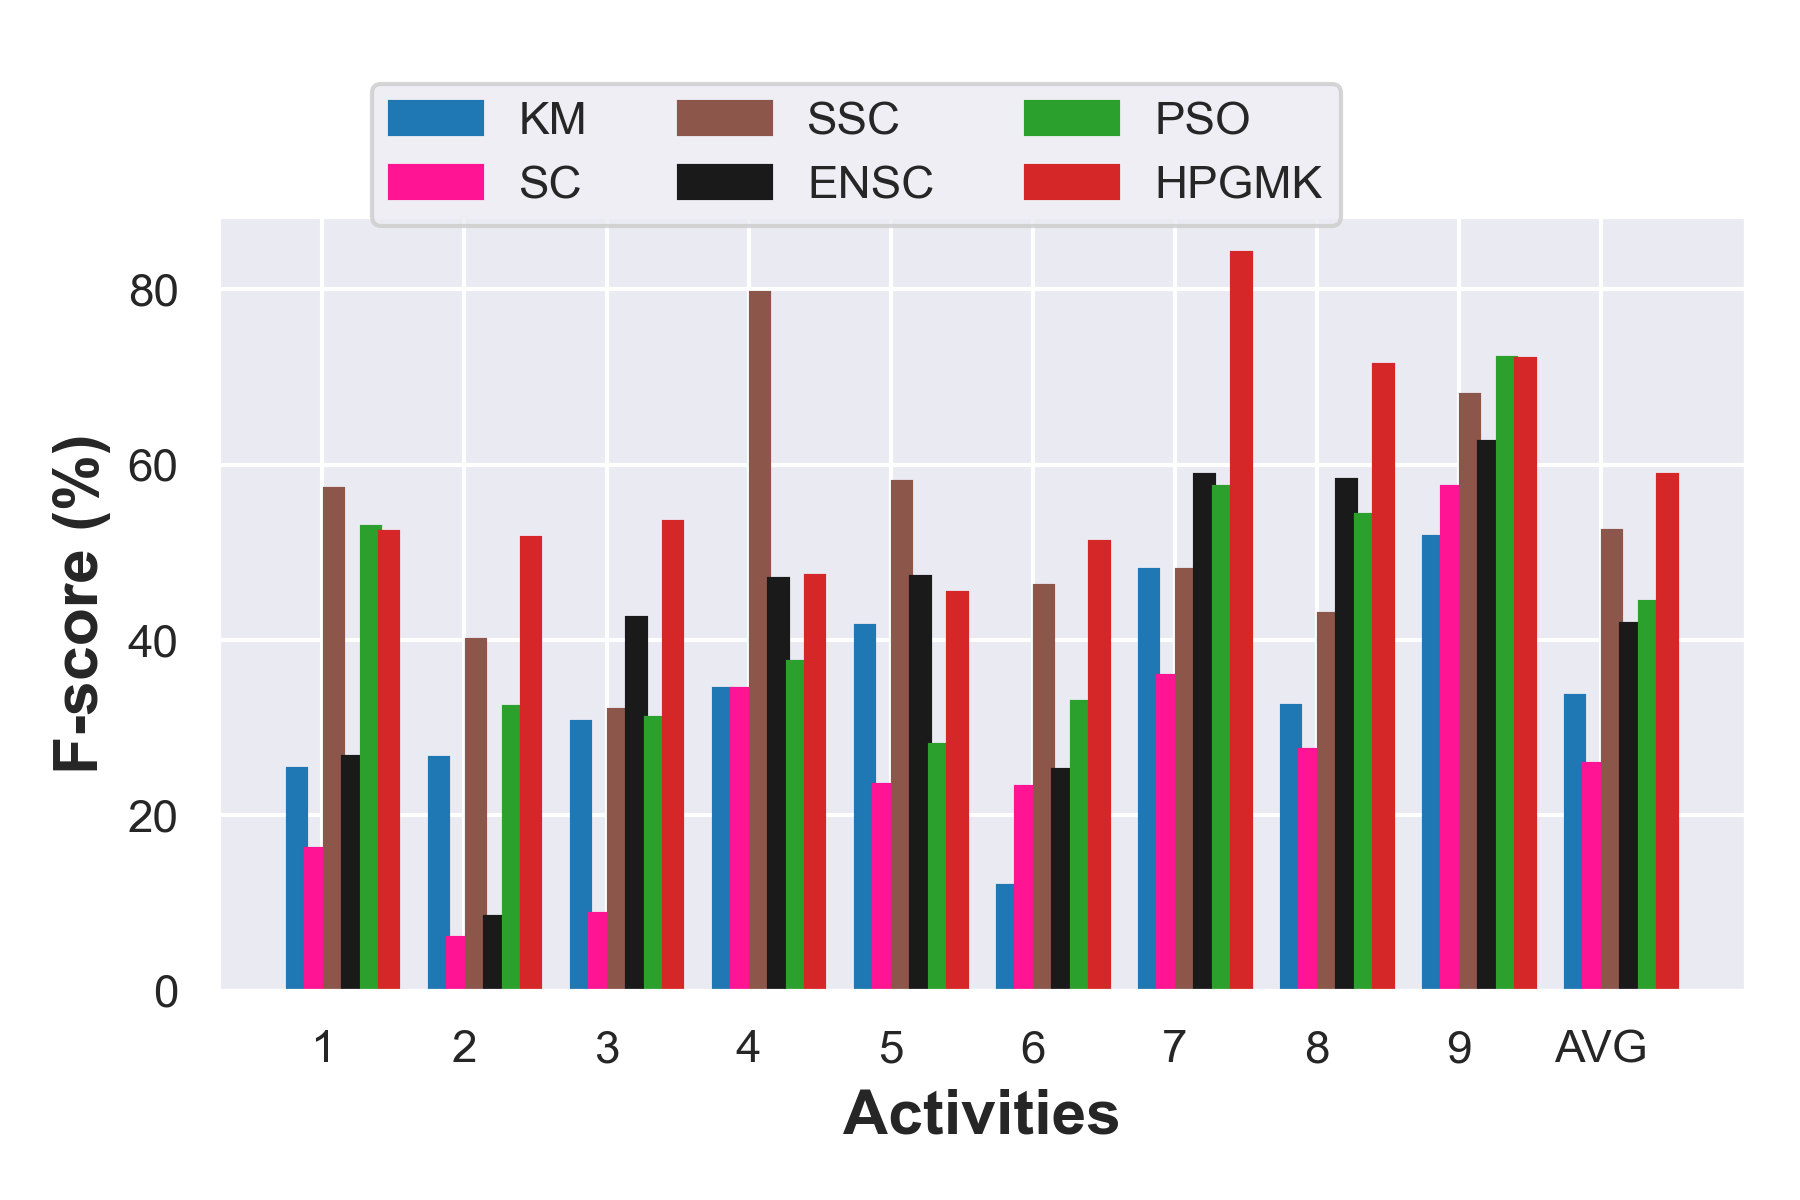 KM SSC PSO
SC ENSC HPGMK
80
60
40
20
0
F-score (%)
1 2 3 4 5 6 7 8 9 AVG
Activities